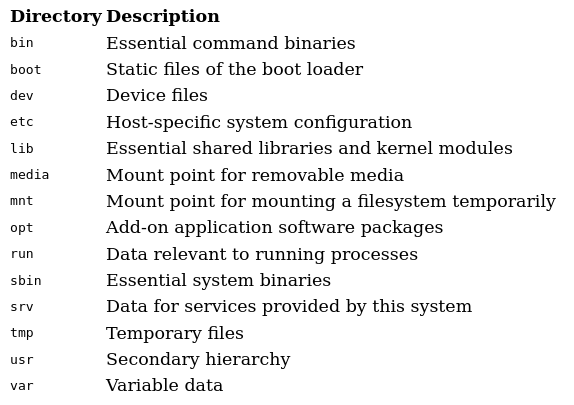 Directory Description
bin Essential command binaries
boot Static files of the boot loader
dev Device files
etc Host-specific system configuration
lib Essential shared libraries and kernel modules
media Mount point for removable media
mnt Mount point for mounting a filesystem temporarily
opt Add-on application software packages
run Data relevant to running processes
sbin Essential system binaries
srv Data for services provided by this system
tmp Temporary files
usr Secondary hierarchy
var Variable data